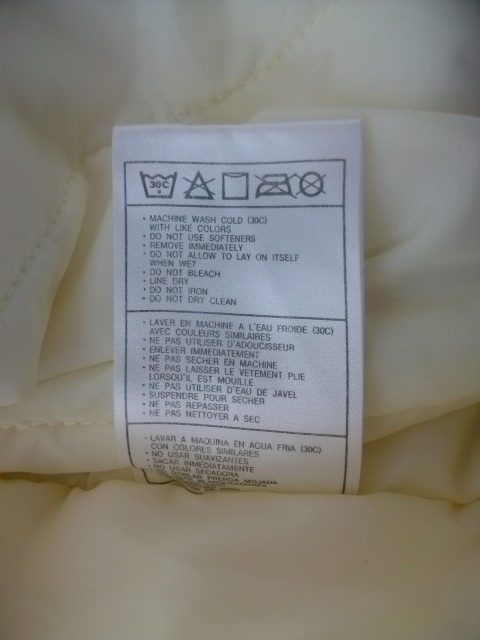 30C
• MACHINE WASH COLD (30C)
WITH LIKE COLORS
• DO NOT USE SOFTENERS
• REMOVE IMMEDIATELY
• DO NOT ALLOW TO LAY ON ITSELF
WHEN WET
• DO NOT BLEACH
• LINE DRY
• DO NOT IRON
• DO NOT DRY CLEAN
• LAVER EN MACHINE A L'EAU FROIDE (30C)
AVEC COULEURS SIMILAIRES
• NE PAS UTILISER D'ADOUCISSEUR
• ENLEVER IMMEDIATEMENT
• NE PAS SECHER EN MACHINE
• NE PAS LAISSER LE VETEMENT PLIE
LORSQU'IL EST MOUILLE
• NE PAS UTILISER D'EAU DE JAVEL
• SUSPENDRE POUR SECHER
• NE PAS REPASSER
• NE PAS NETTOYER A SEC
• LAVAR A MAQUINA EN AGUA FRIA (30C)
CON COLORES SIMILARES
• NO USAR SUAVIZANTES
• SACAR INMEDIATAMENTE
• NO USAR SECADORA
DOBLAR PRENDA MOJADA